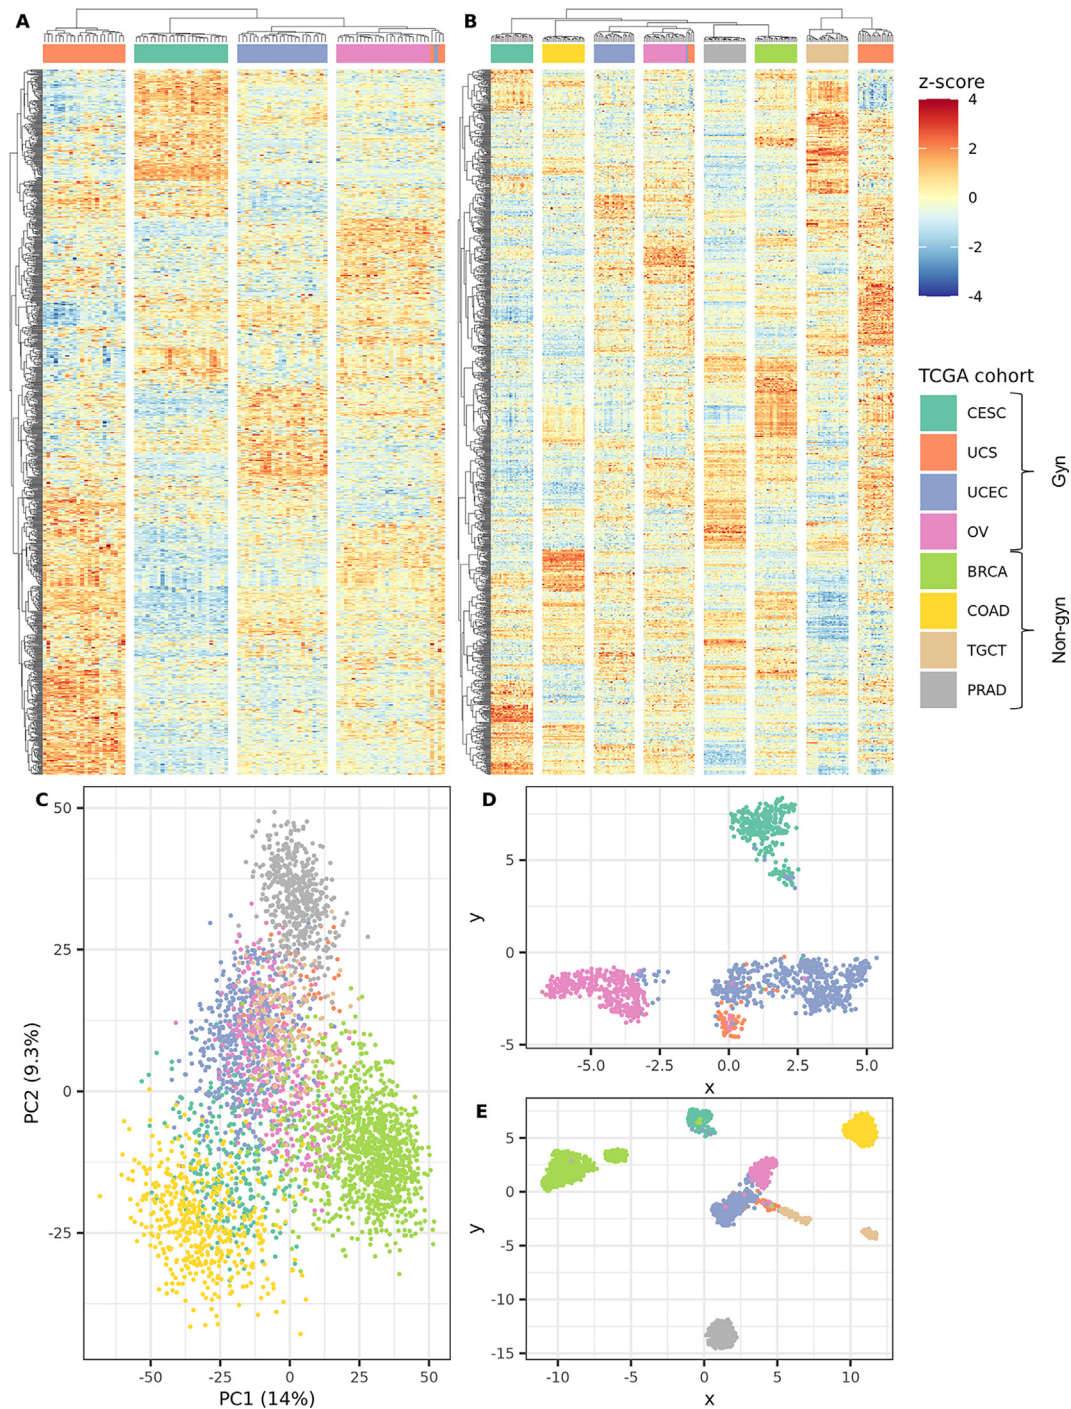 A
B
z-score
4
2
0
-2
-4
TCGA cohort
CESC
UCS
UCEC
OV
BRCA
COAD
TGCT
PRAD
Gyn
Non-gyn
C
50
25
0
-25
PC2 (9.3%)
-50
-25
0
25
50
PC1 (14%)
D
5
0
-5
y
-5.0
-2.5
0.0
2.5
5.0
x
E
5
0
-5
-10
-15
y
-10
-5
0
5
10
x